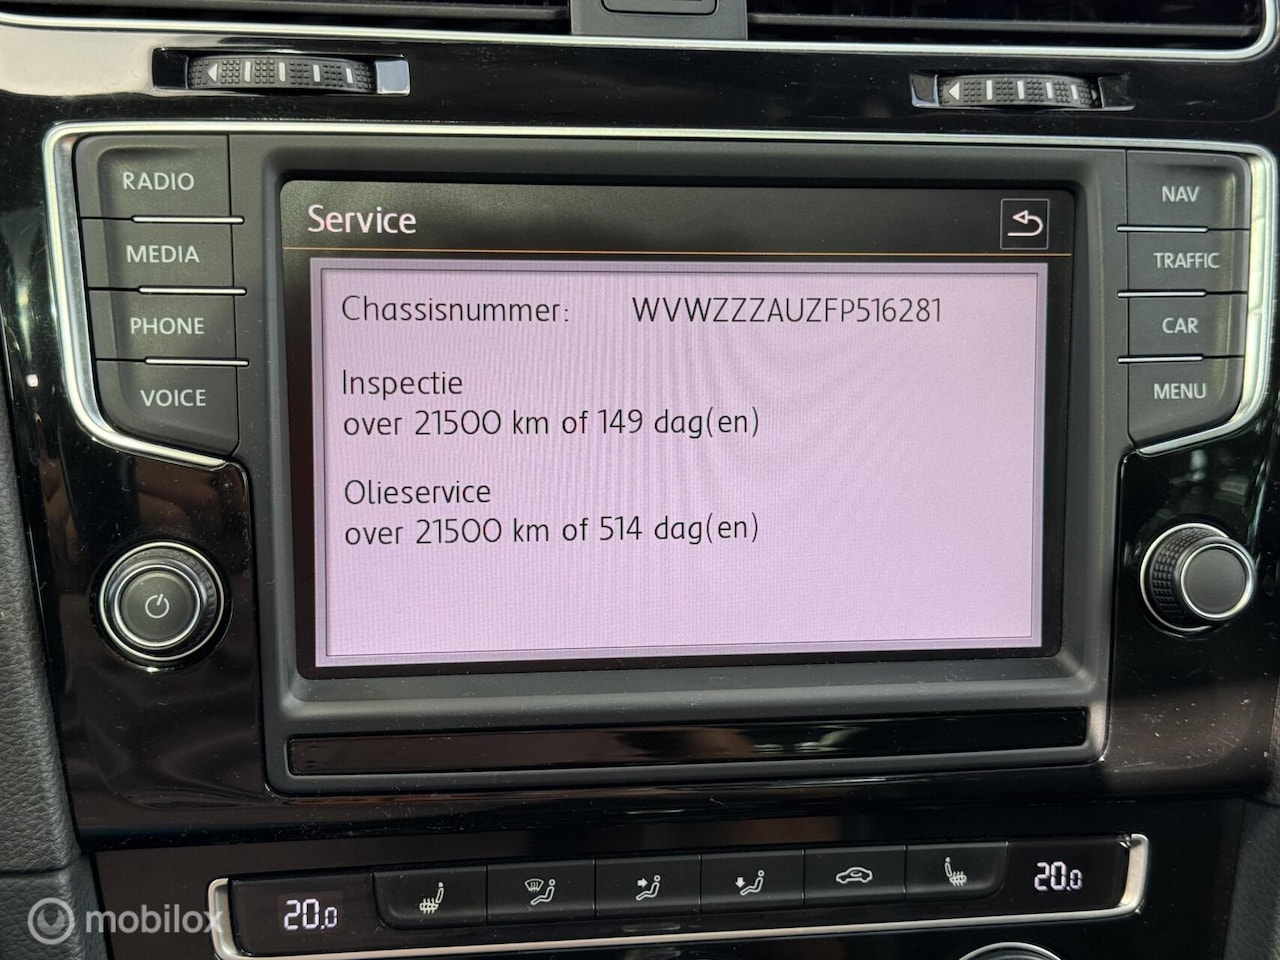 RADIO
MEDIA
PHONE
VOICE
Service
Chassisnummer: WVWZZZAUZFP516281
Inspectie
over 21500 km of 149 dag(en)
Olieservice
over 21500 km of 514 dag(en)
NAV
TRAFFIC
CAR
MENU
20.0
20.0
mobilox